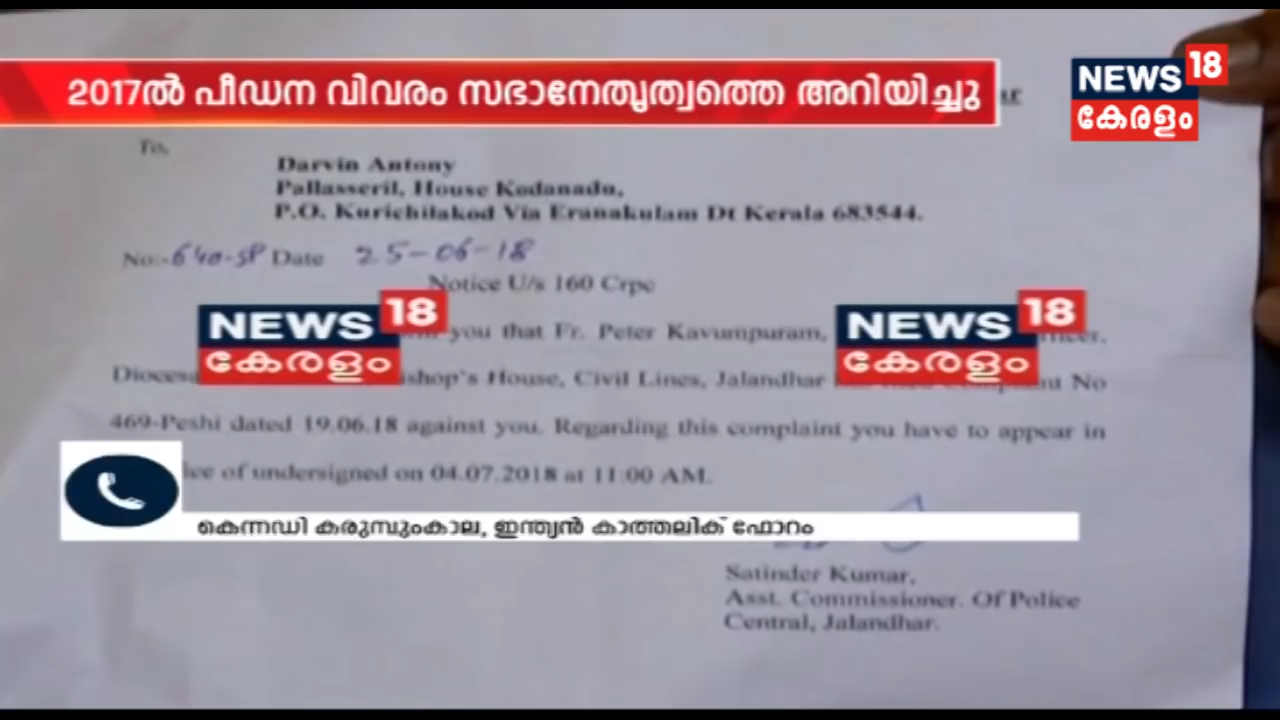 2017ൽ പീഡന വിവരം സഭാനേതൃത്വത്തെ അറിയിച്ചു
NEWS 18
കേരളം
To,
Darvin Antony
Pallasseril, House Kodanadu,
P.O. Kurichilakod Via Eranakulam Dt Kerala 683544.
No:-640-SP Date 25-06-18
Notice U/s 160 Crpc
NEWS 18
കേരളം
you that Fr. Peter Kavumpuram,
NEWS 18
കേരളം
House, Civil Lines, Jalandhar No
469-Peshi dated 19.06.18 against you. Regarding this complaint you have to appear in
of undersigned on 04.07.2018 at 11:00 AM.
കെന്നഡി കരുമ്പുംകാല, ഇന്ത്യൻ കാത്തലിക് ഫോറം
Satinder Kumar,
Asst. Commissioner. Of Police
Central, Jalandhar.